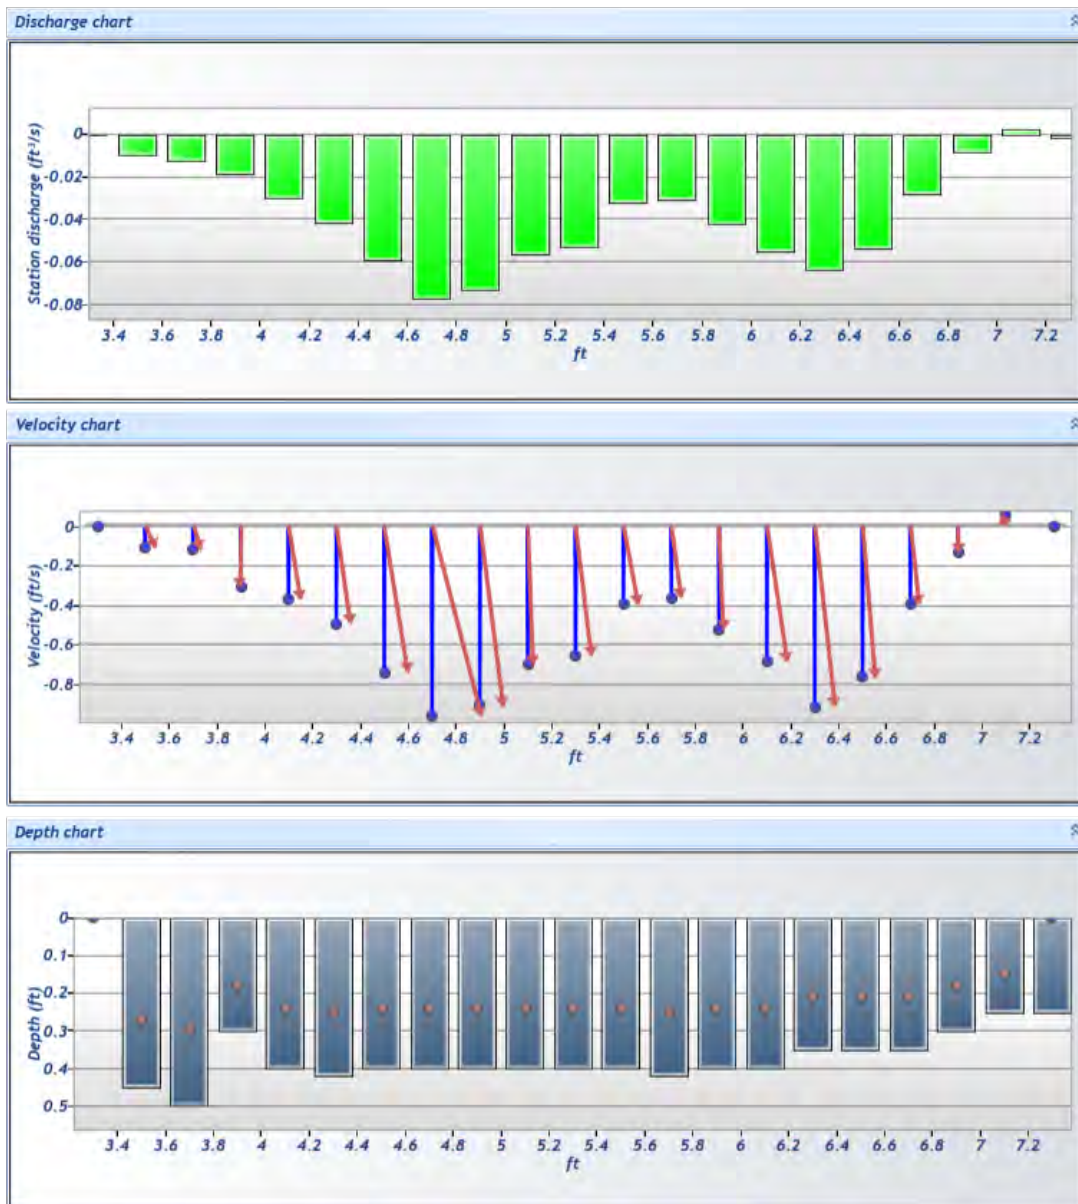 Discharge chart
Station discharge (ft³/s)
0
-0.02
-0.04
-0.06
-0.08
3.4 3.6 3.8 4 4.2 4.4 4.6 4.8 5 5.2 5.4 5.6 5.8 6 6.2 6.4 6.6 6.8 7 7.2
ft
Velocity chart
Velocity (ft/s)
0
-0.2
-0.4
-0.6
-0.8
3.4 3.6 3.8 4 4.2 4.4 4.6 4.8 5 5.2 5.4 5.6 5.8 6 6.2 6.4 6.6 6.8 7 7.2
ft
Depth chart
Depth (ft)
0
0.1
0.2
0.3
0.4
0.5
3.4 3.6 3.8 4 4.2 4.4 4.6 4.8 5 5.2 5.4 5.6 5.8 6 6.2 6.4 6.6 6.8 7 7.2
ft